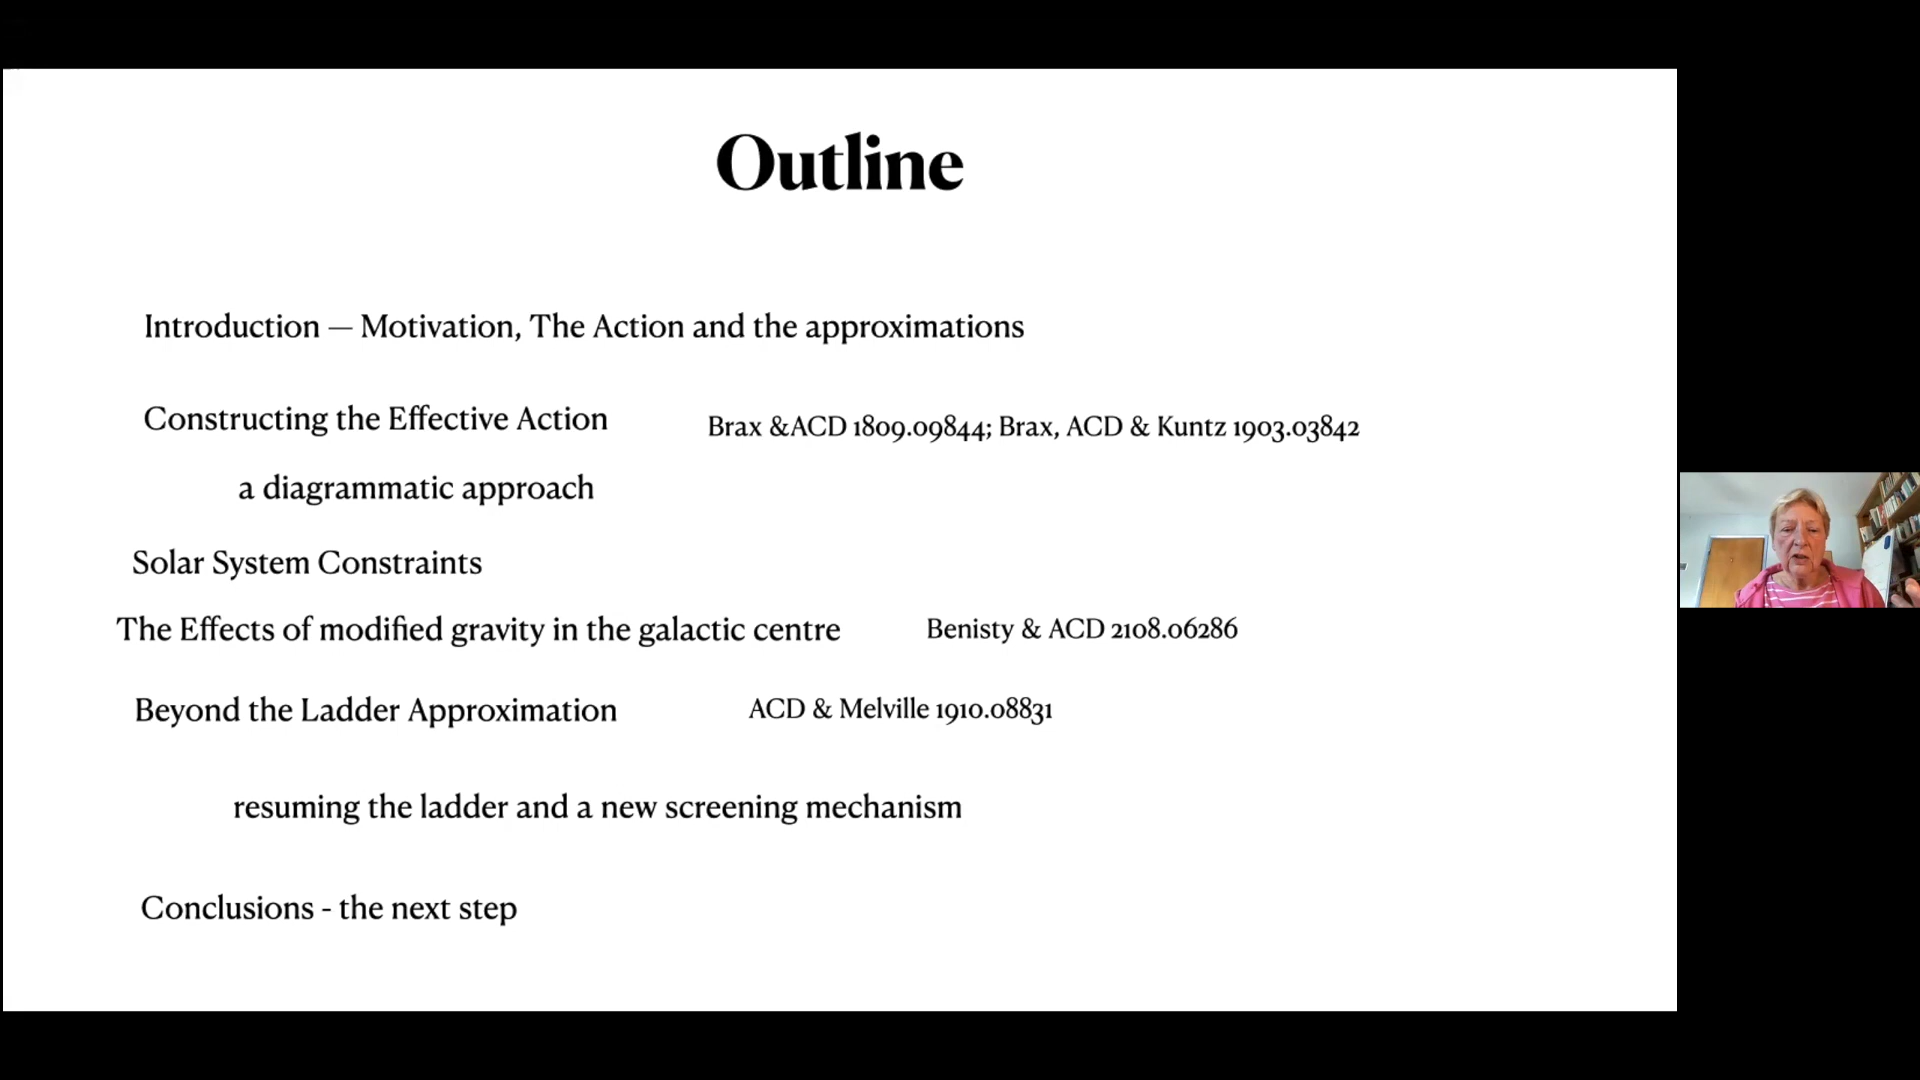 Outline
Introduction — Motivation, The Action and the approximations
Constructing the Effective Action Brax &ACD 1809.09844; Brax, ACD & Kuntz 1903.03842
a diagrammatic approach
Solar System Constraints
The Effects of modified gravity in the galactic centre Benisty & ACD 2108.06286
Beyond the Ladder Approximation ACD & Melville 1910.08831
resuming the ladder and a new screening mechanism
Conclusions - the next step